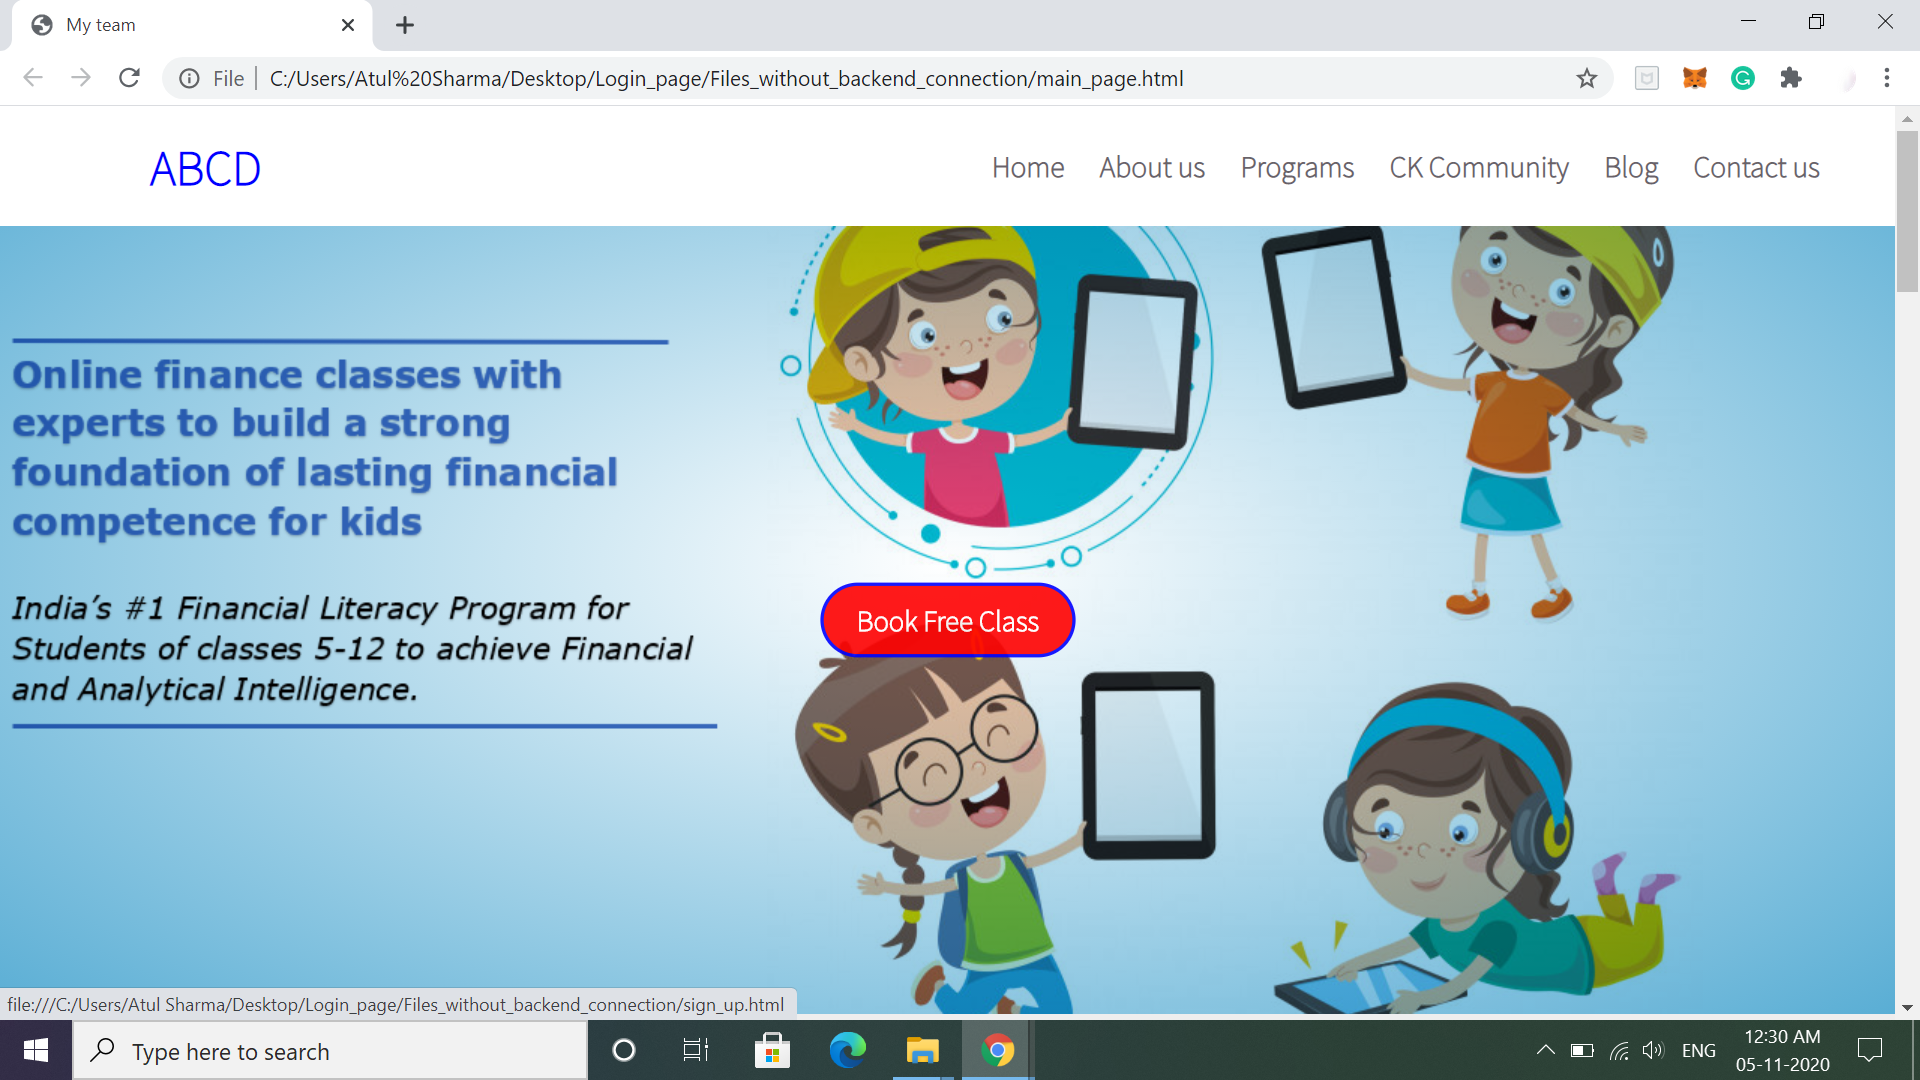 My team
File
C:/Users/Atul%20Sharma/Desktop/Login_page/Files_without_backend_connection/main_page.html
ABCD
Home About us Programs CK Community Blog Contact us
Online finance classes with
experts to build a strong
foundation of lasting financial
competence for kids
India’s #1 Financial Literacy Program for
Students of classes 5-12 to achieve Financial
and Analytical Intelligence.
Book Free Class
file:///C:/Users/Atul Sharma/Desktop/Login_page/Files_without_backend_connection/sign_up.html
Type here to search
ENG
12:30 AM
05-11-2020